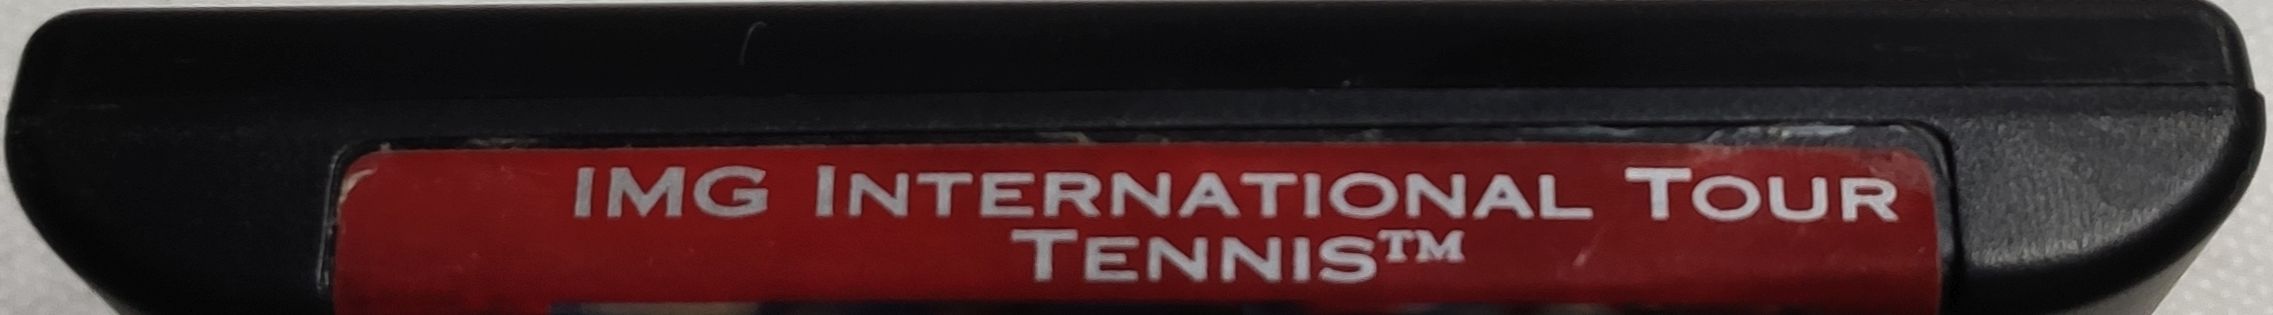 IMG INTERNATIONAL TOUR
TENNIS™